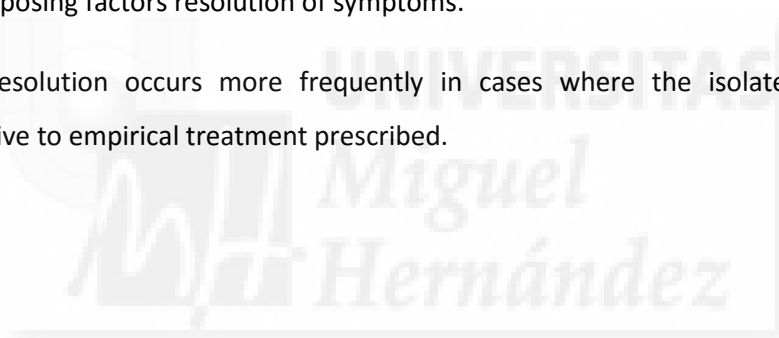 posing factors resolution of symptoms.
UNIVERSITAS
esolution occurs more frequently in cases where the isolate
ive to empirical treatment prescribed.
Miguel
Hernández